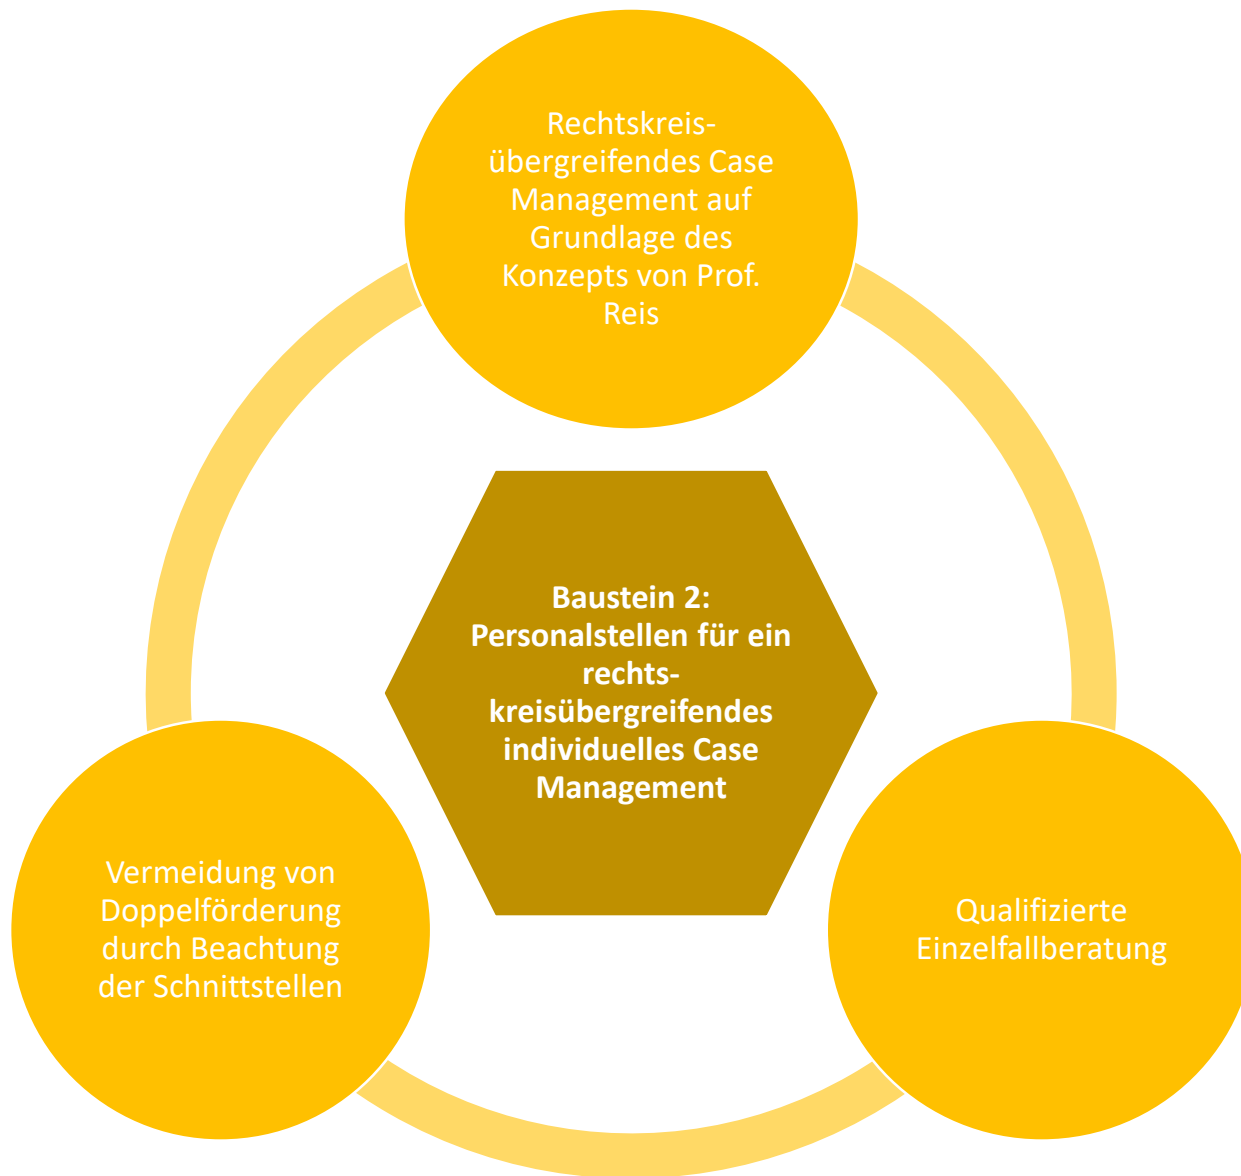 Rechtskreis-
übergreifendes Case
Management auf
Grundlage des
Konzepts von Prof.
Reis
Baustein 2:
Personalstellen für ein
rechts-
kreisübergreifendes
individuelles Case
Management
Vermeidung von
Doppelförderung
durch Beachtung
der Schnittstellen
Qualifizierte
Einzelfallberatung